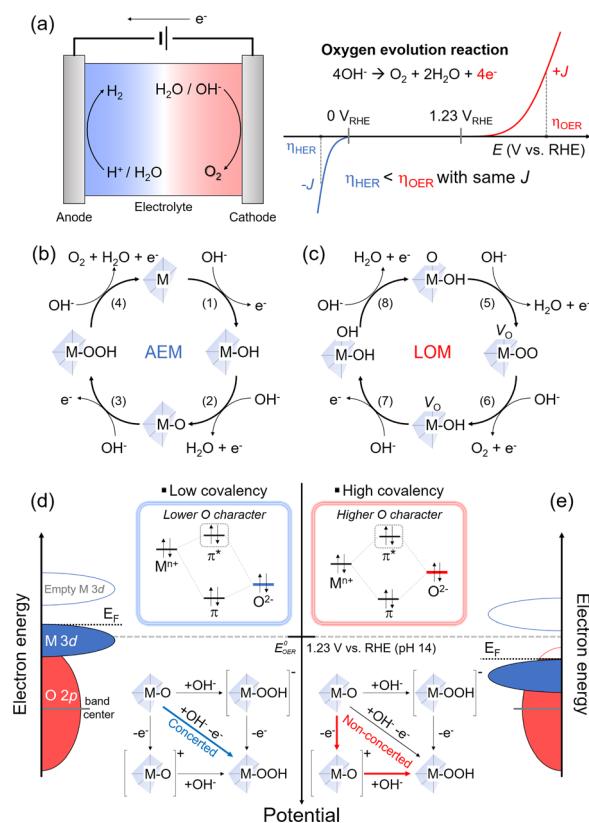 (a)
e-
H2
H2O / OH-
H+ / H2O
O2
Anode
Electrolyte
Cathode
Oxygen evolution reaction
4OH- → O2 + 2H2O + 4e-
+J
0 VRHE
1.23 VRHE
ηHER
ηOER
E (V vs. RHE)
-J
ηHER < ηOER with same J
(b)
O2 + H2O + e-
M
OH-
OH-
(4)
(1)
e-
M-OOH
AEM
M-OH
e-
(3)
(2)
OH-
M-O
OH-
H2O + e-
(c)
H2O + e-
O
M-OH
OH-
OH-
(8)
(5)
H2O + e-
OH
VO
M-OH
LOM
M-OO
e-
(7)
VO
(6)
OH-
M-OH
OH-
O2 + e-
(d)
■ Low covalency
■ High covalency
(e)
Lower O character
Higher O character
Mn+
π*
π
O2-
Mn+
π*
π
O2-
Electron energy
Empty M 3d
EF
M 3d
O 2p
band
center
E0OER
1.23 V vs. RHE (pH 14)
EF
Electron energy
M-O
+OH-
M-OOH
-
-e-
+OH- -e-
Concerted
-e-
M-O
+
+OH-
M-OOH
M-O
+OH-
M-OOH
-
-e-
+OH- -e-
Non-concerted
-e-
M-O
+
+OH-
M-OOH
Potential